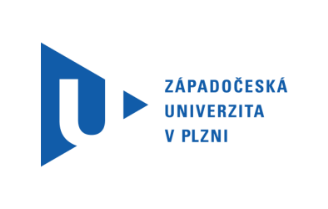 U
ZÁPADOČESKÁ
UNIVERZITA
V PLZNI